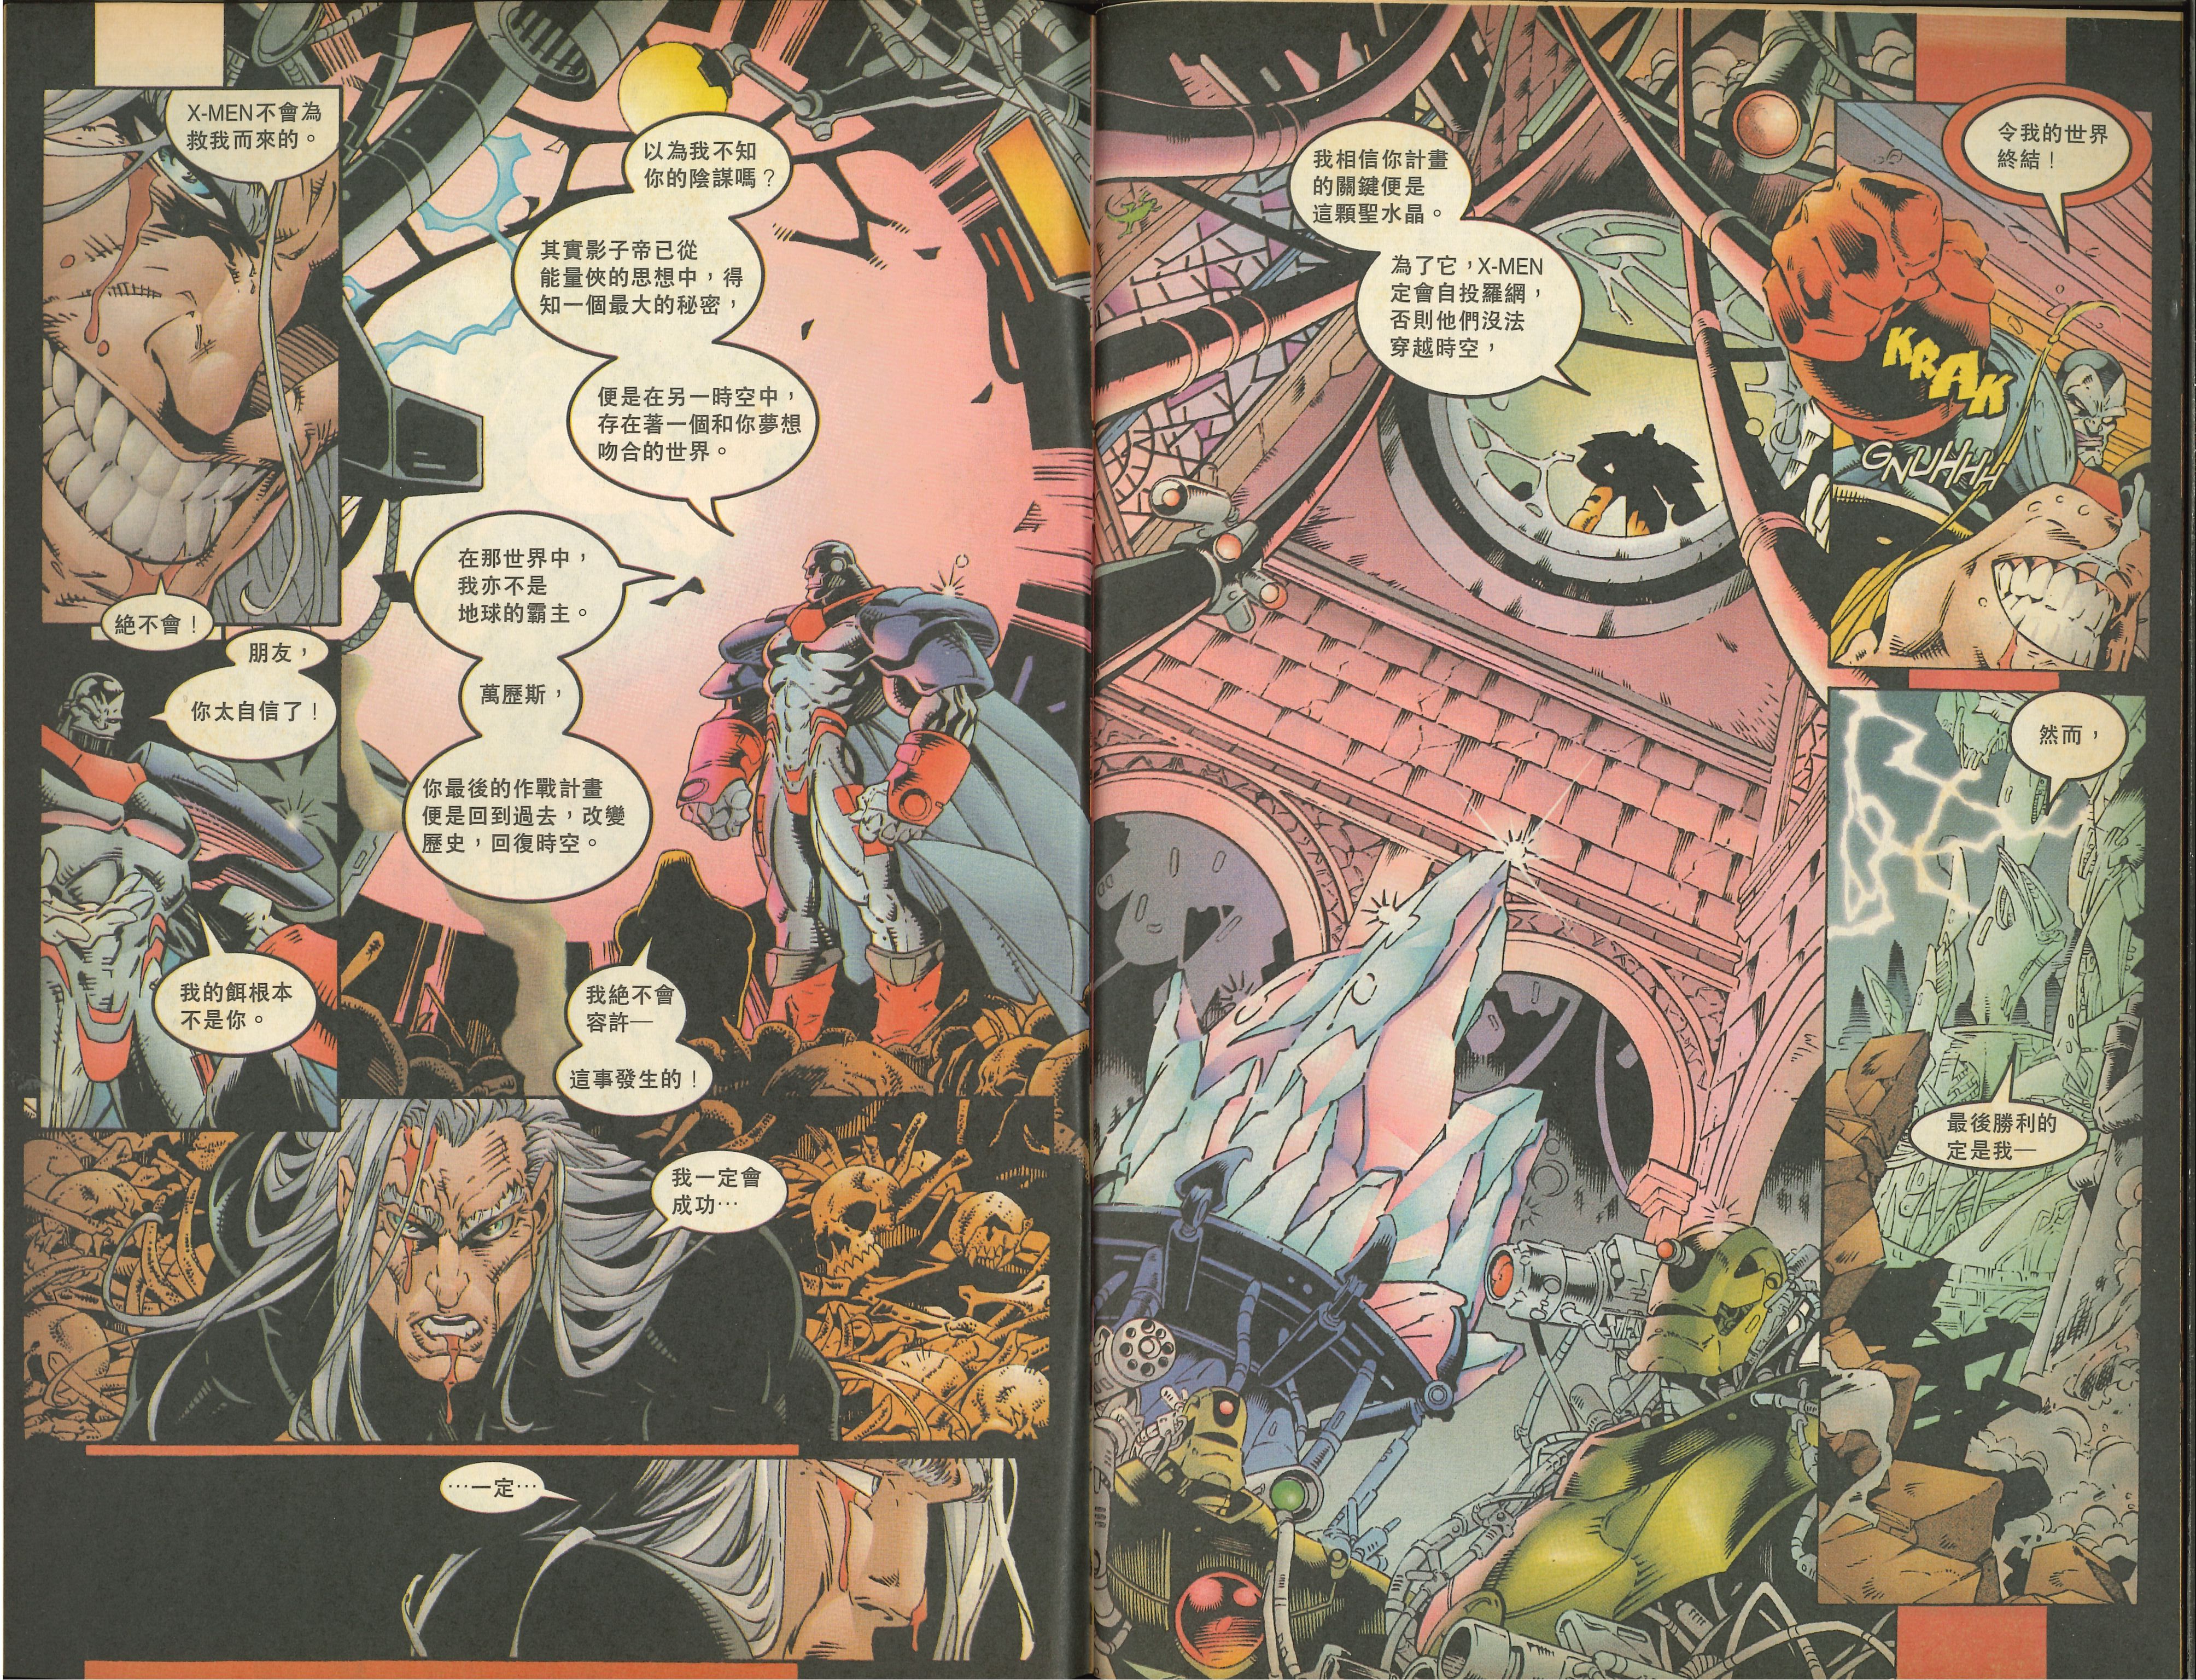 X-MEN不會為
救我而來的。
絕不會！
朋友，
你太自信了！
我的餌根本
不是你。
以為我不知
你的陰謀嗎？
其實影子帝已從
能量俠的思想中，得
知一個最大的秘密，
便是在另一時空中，
存在著一個和你夢想
吻合的世界。
在那世界中，
我亦不是
地球的霸主。
萬歷斯，
你最後的作戰計畫
便是回到過去，改變
歷史，回復時空。
我絕不會
容許—
這事發生的！
我一定會
成功…
…一定…
我相信你計畫
的關鍵便是
這顆聖水晶。
為了它，X-MEN
定會自投羅網，
否則他們沒法
穿越時空，
令我的世界
終結！
KRAK
GNUHHH
然而，
最後勝利的
定是我—